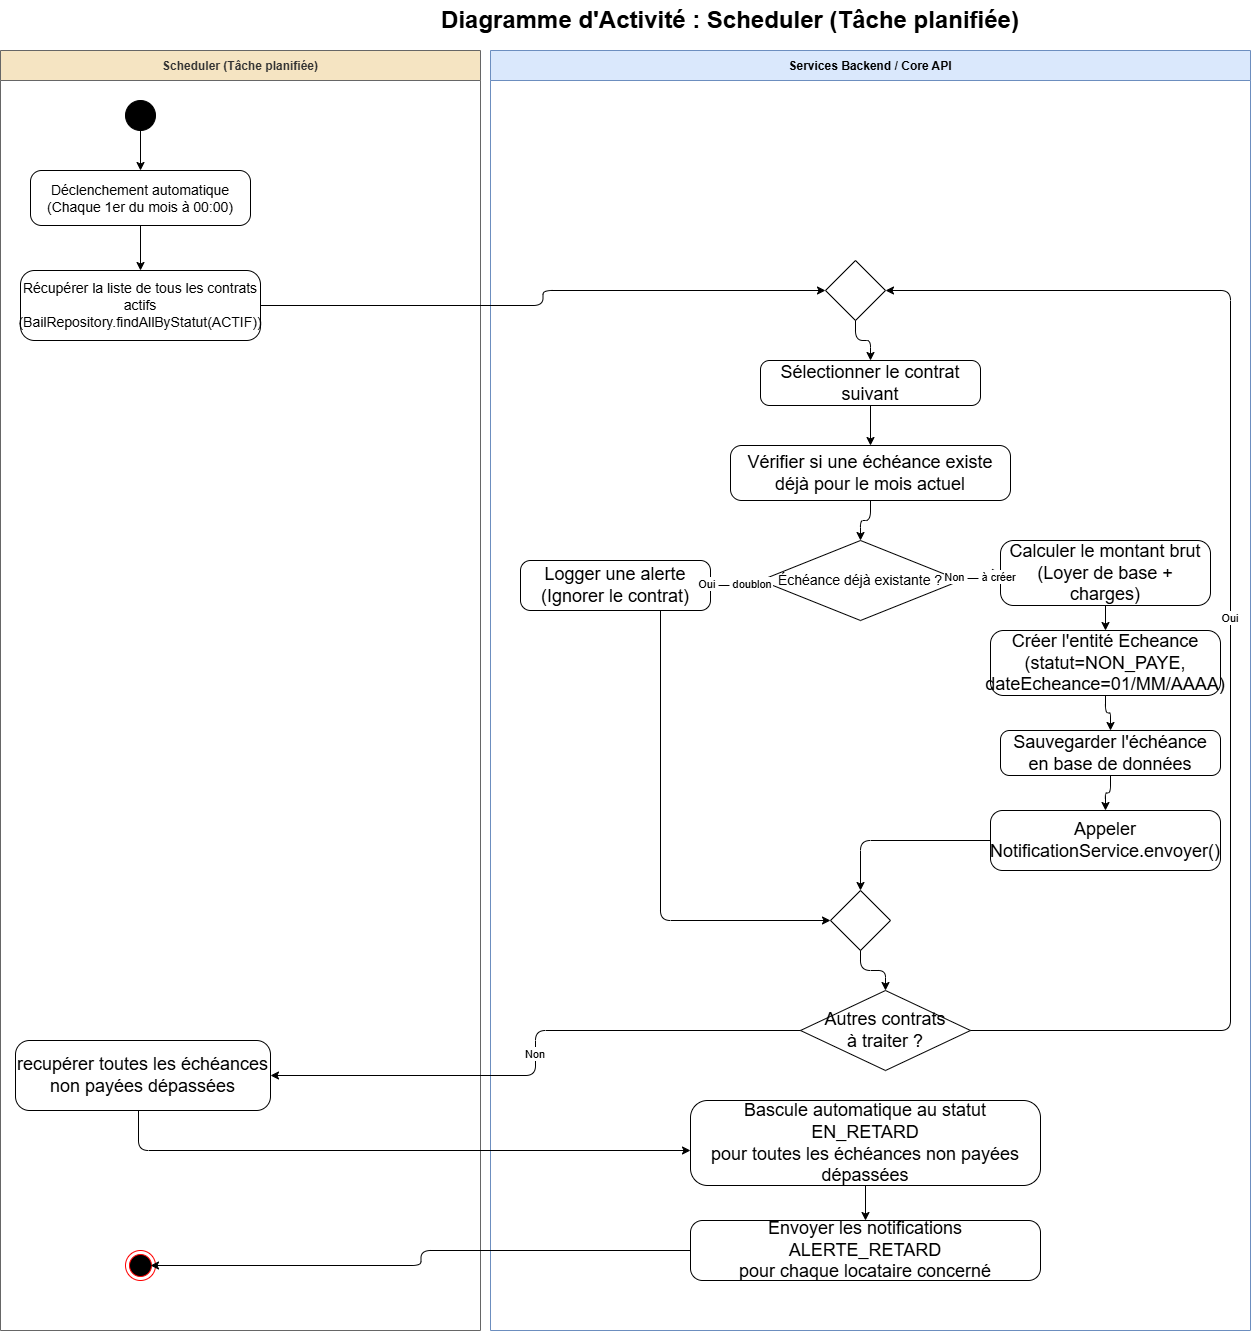 Diagramme d'Activité : Scheduler (Tâche planifiée)
Scheduler (Tâche planifiée)
Services Backend / Core API
Déclenchement automatique
(Chaque 1er du mois à 00:00)
Récupérer la liste de tous les contrats
actifs
(BailRepository.findAllByStatut(ACTIF))
Sélectionner le contrat
suivant
Vérifier si une échéance existe
déjà pour le mois actuel
Logger une alerte
(Ignorer le contrat)
Oui — doublon
Échéance déjà existante ?
Non — à créer
Calculer le montant brut
(Loyer de base +
charges)
Oui
Créer l'entité Echeance
(statut=NON_PAYE,
dateEcheance=01/MM/AAAA)
Sauvegarder l'échéance
en base de données
Appeler
NotificationService.envoyer()
Autres contrats
à traiter ?
Non
recupérer toutes les échéances
non payées dépassées
Bascule automatique au statut
EN_RETARD
pour toutes les échéances non payées
dépassées
Envoyer les notifications
ALERTE_RETARD
pour chaque locataire concerné